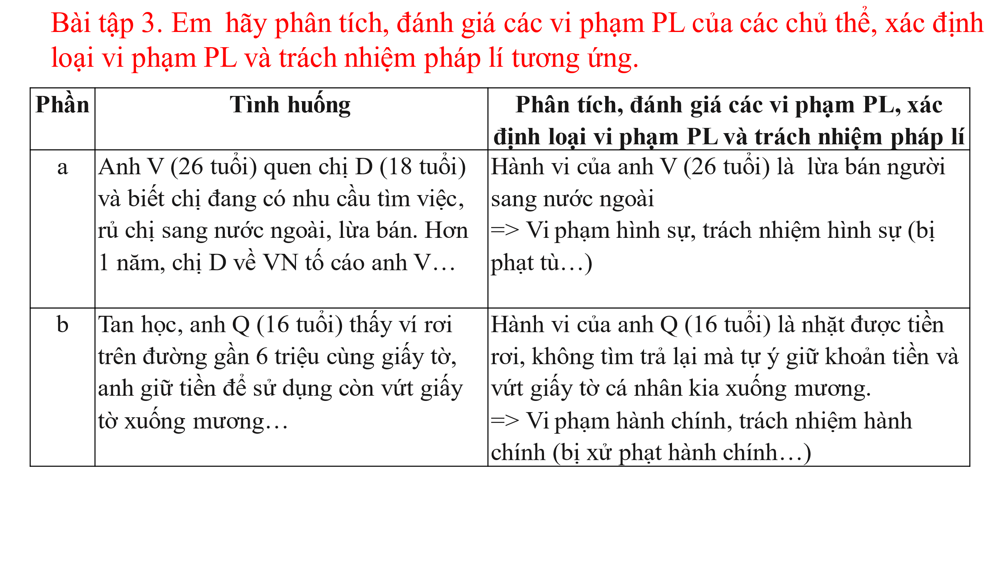 Bài tập 3. Em hãy phân tích, đánh giá các vi phạm PL của các chủ thể, xác định
loại vi phạm PL và trách nhiệm pháp lí tương ứng.
Phần
Tình huống
Phân tích, đánh giá các vi phạm PL, xác
định loại vi phạm PL và trách nhiệm pháp lí
a
Anh V (26 tuổi) quen chị D (18 tuổi)
và biết chị đang có nhu cầu tìm việc,
rủ chị sang nước ngoài, lừa bán. Hơn
1 năm, chị D về VN tố cáo anh V…
Hành vi của anh V (26 tuổi) là lừa bán người
sang nước ngoài
=> Vi phạm hình sự, trách nhiệm hình sự (bị
phạt tù…)
b
Tan học, anh Q (16 tuổi) thấy ví rơi
trên đường gần 6 triệu cùng giấy tờ,
anh giữ tiền để sử dụng còn vứt giấy
tờ xuống mương…
Hành vi của anh Q (16 tuổi) là nhặt được tiền
rơi, không tìm trả lại mà tự ý giữ khoản tiền và
vứt giấy tờ cá nhân kia xuống mương.
=> Vi phạm hành chính, trách nhiệm hành
chính (bị xử phạt hành chính…)